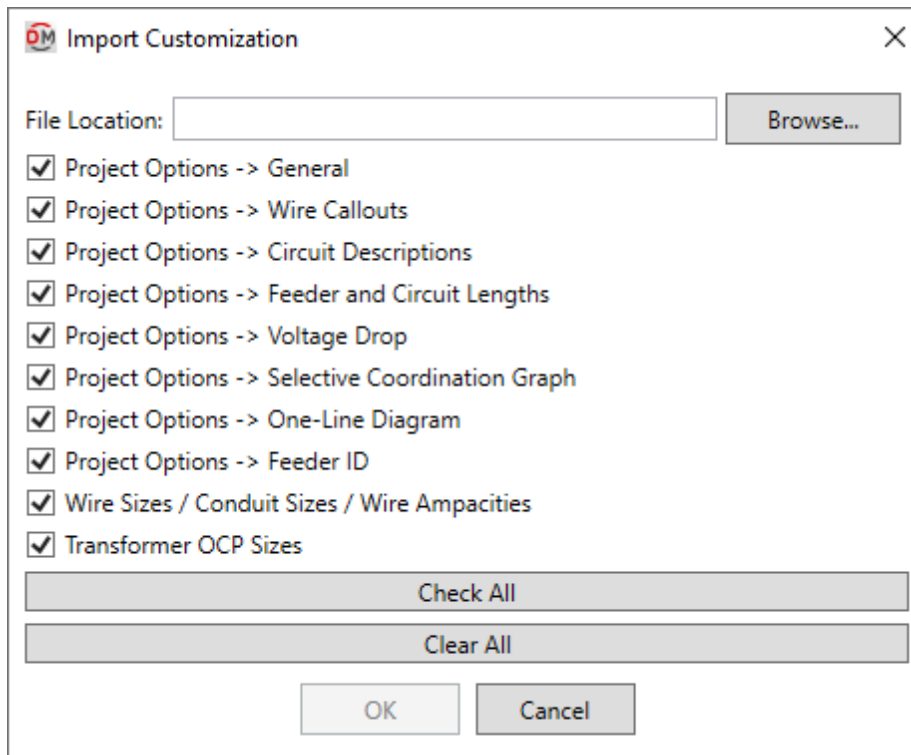 DM Import Customization
File Location: Browse...
Project Options -> General
Project Options -> Wire Callouts
Project Options -> Circuit Descriptions
Project Options -> Feeder and Circuit Lengths
Project Options -> Voltage Drop
Project Options -> Selective Coordination Graph
Project Options -> One-Line Diagram
Project Options -> Feeder ID
Wire Sizes / Conduit Sizes / Wire Ampacities
Transformer OCP Sizes
Check All
Clear All
OK Cancel